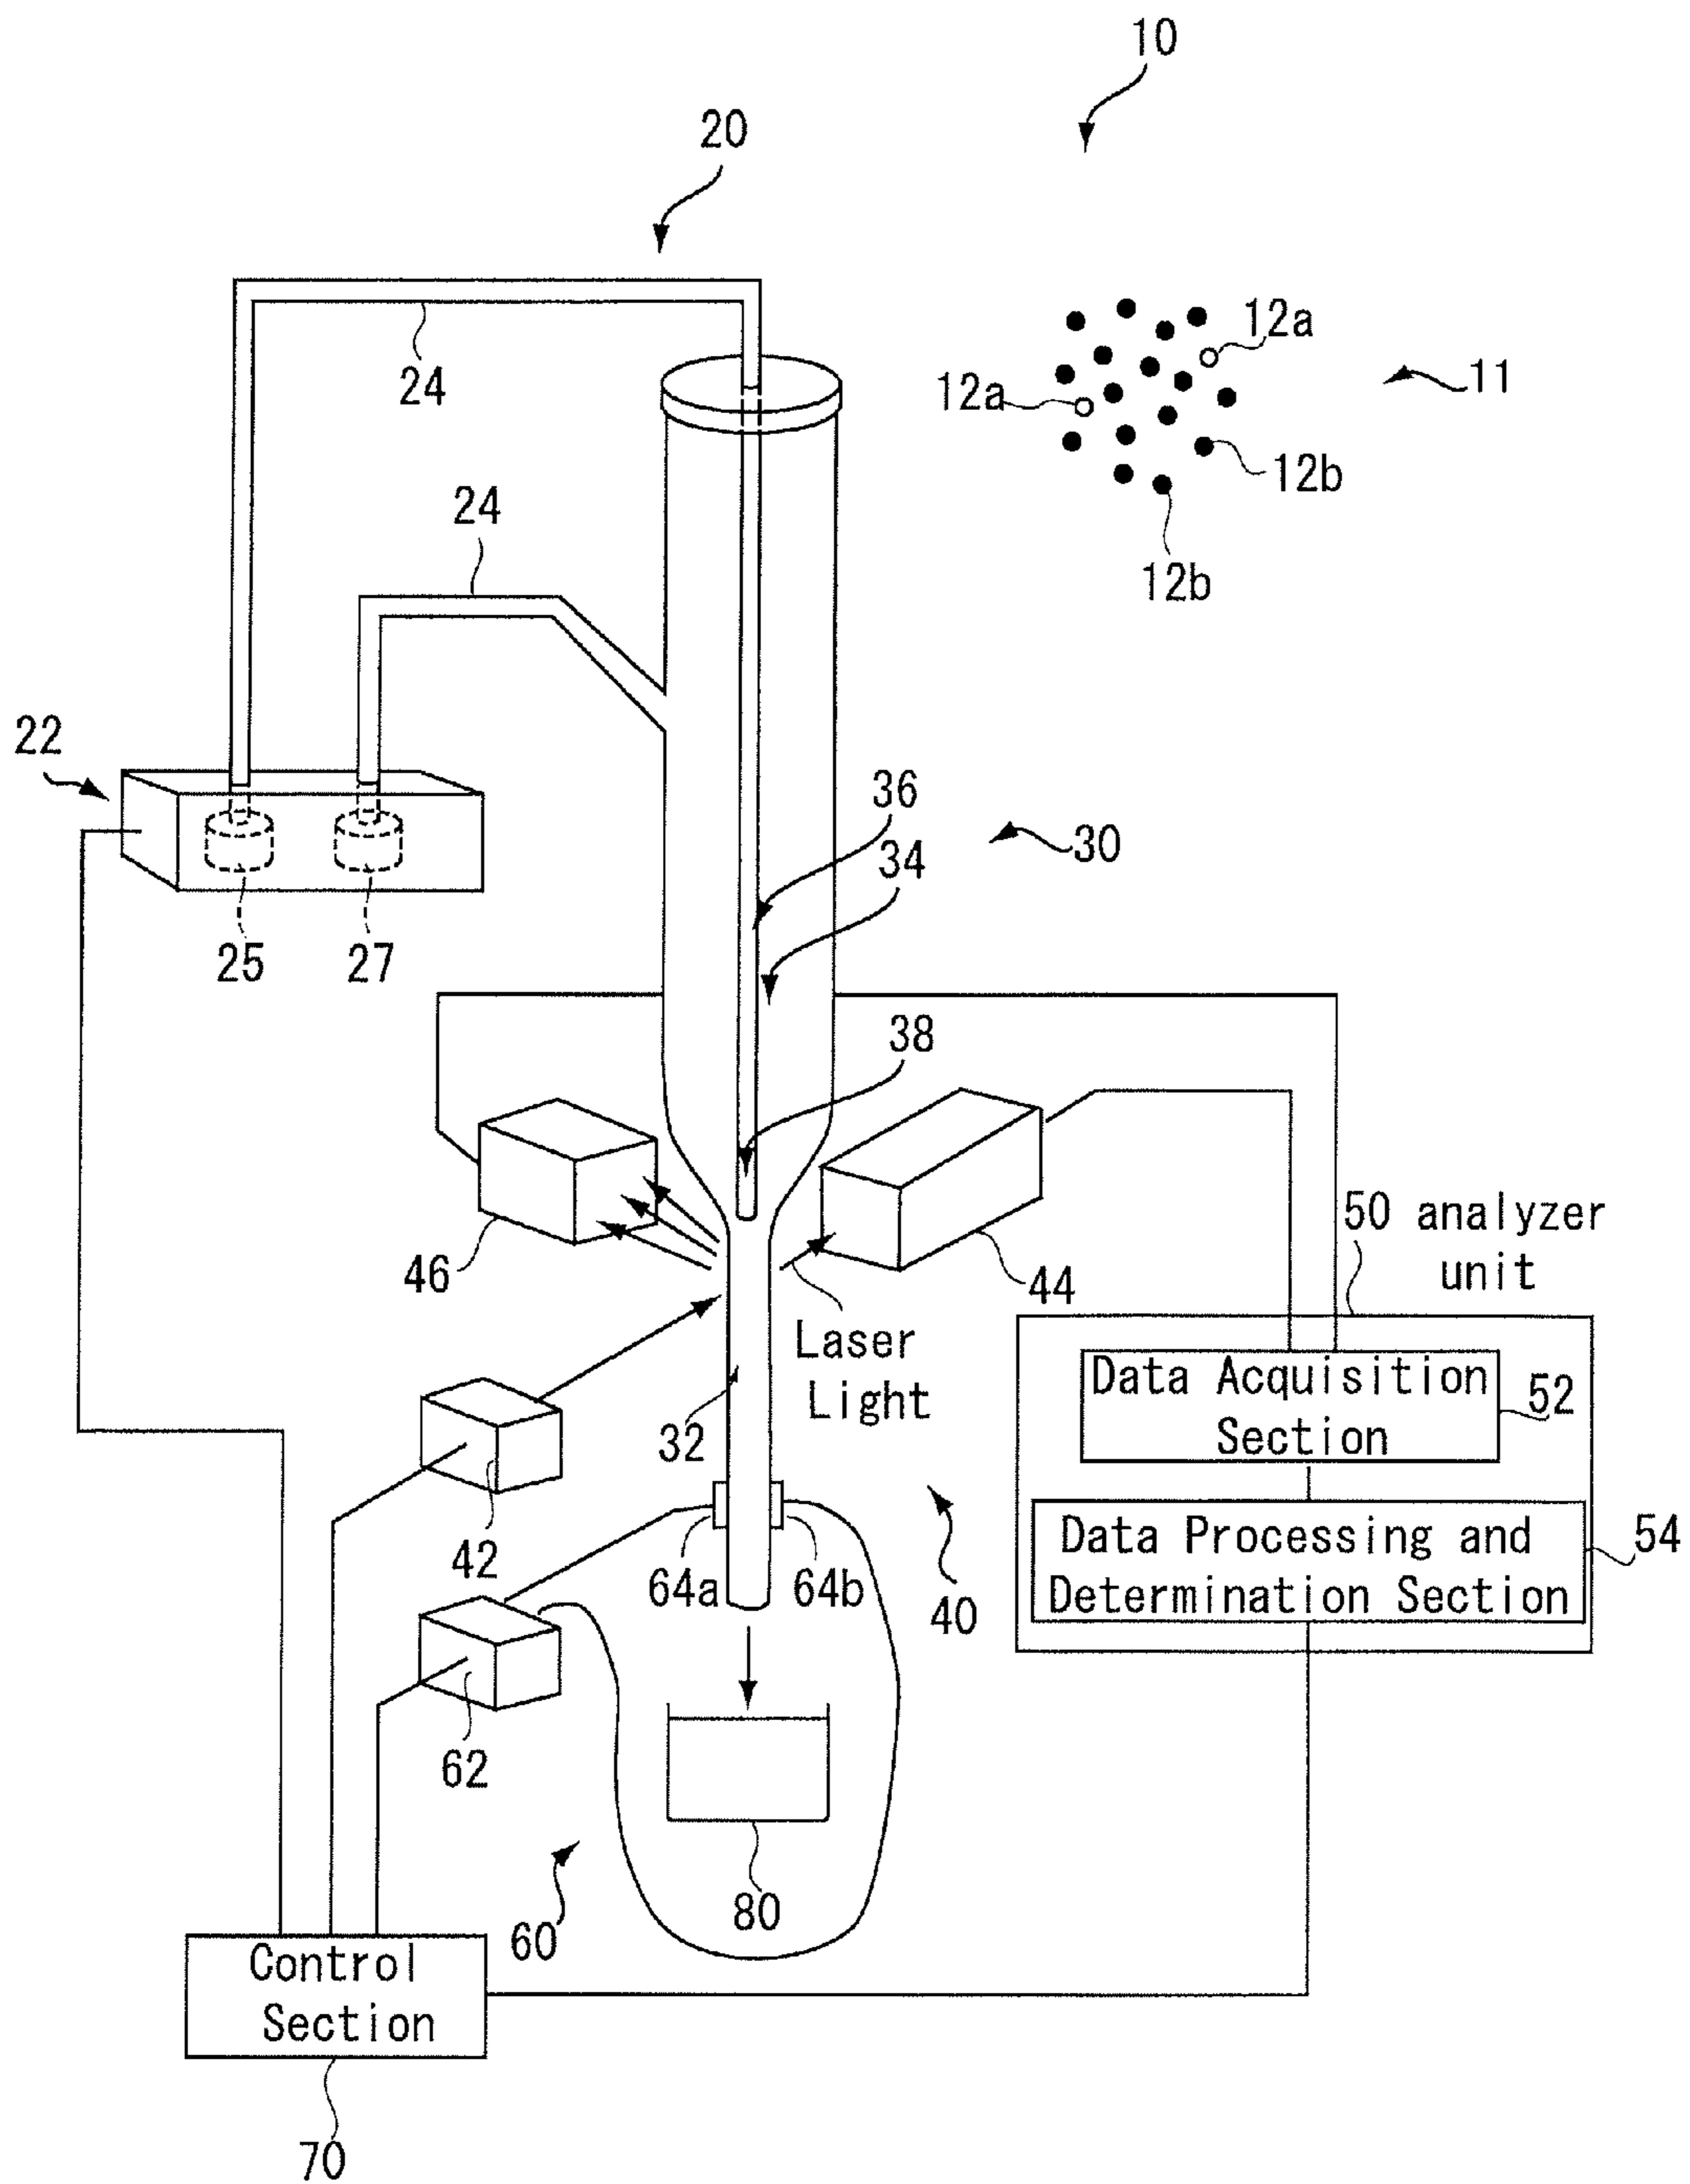 10
20
12a
24
12a
11
12b
24
12b
22
36
30
34
25
27
38
50 analyzer
unit
46
44
Laser
Light
Data Acquisition
Section
52
32
42
64a
64b
Data Processing and
Determination Section
54
40
62
80
60
Control
Section
70